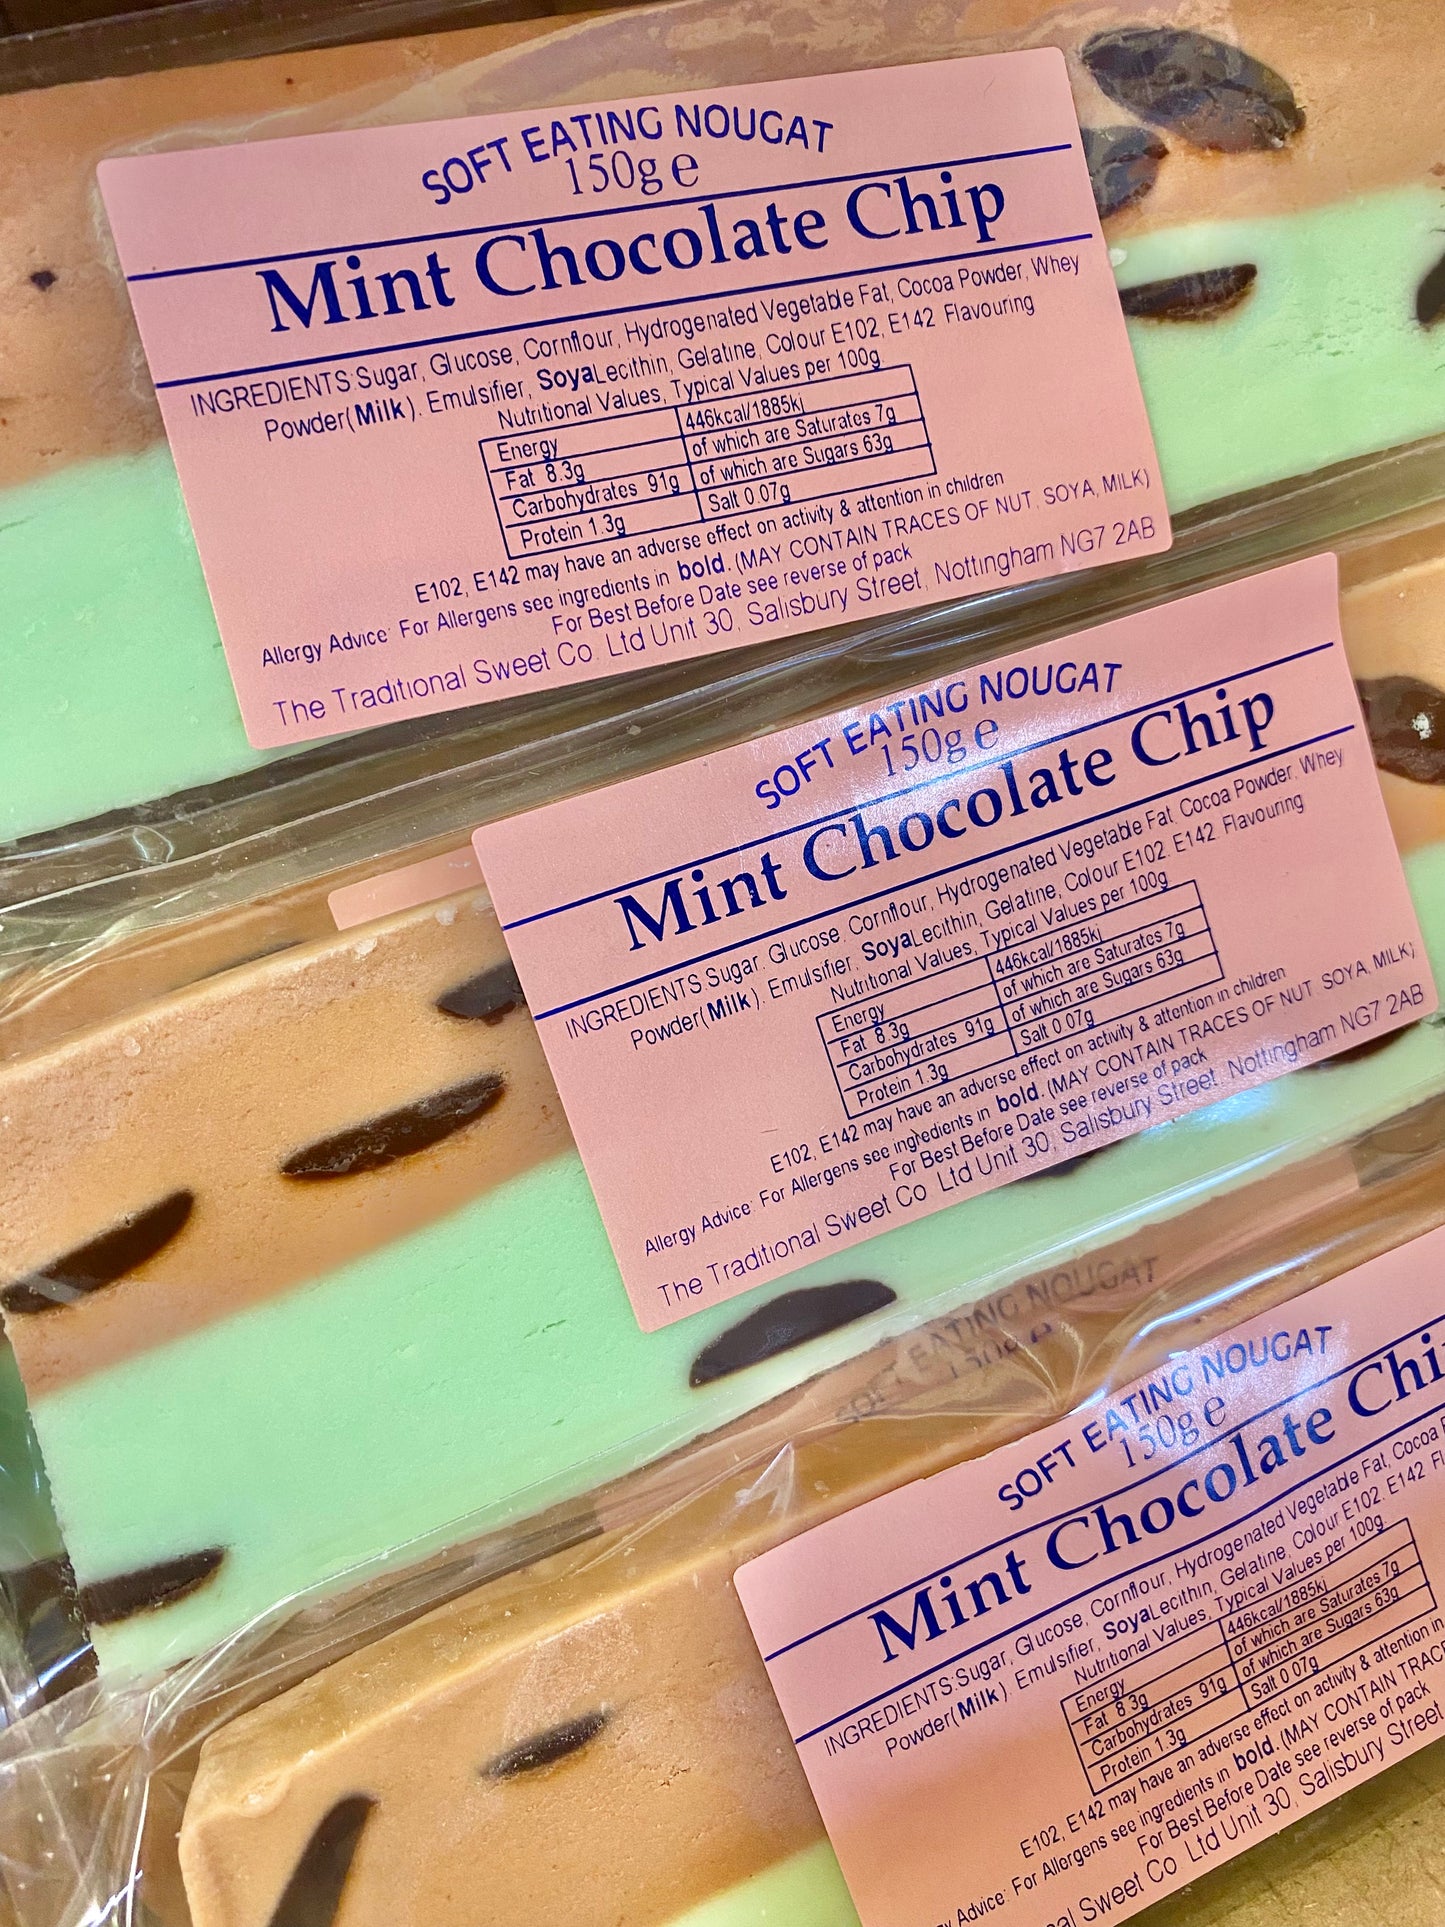 SOFT EATING NOUGAT
150g e
Mint Chocolate Chip
INGREDIENTS:Sugar, Glucose, Cornflour, Hydrogenated Vegetable Fat, Cocoa Powder, Whey
Powder(Milk). Emulsifier, SoyaLecithin, Gelatine, Colour E102, E142 Flavouring
Nutritional Values, Typical Values per 100g.
Energy 446kcal/1885kj
Fat 8.3g of which are Saturates 7g
Carbohydrates 91g of which are Sugars 63g
Protein 1.3g Salt 0.07g
E102, E142 may have an adverse effect on activity & attention in children
Allergy Advice: For Allergens see ingredients in bold. (MAY CONTAIN TRACES OF NUT, SOYA, MILK)
For Best Before Date see reverse of pack
The Traditional Sweet Co. Ltd Unit 30, Salisbury Street, Nottingham NG7 2AB
SOFT EATING NOUGAT
150g e
Mint Chocolate Chip
INGREDIENTS:Sugar, Glucose, Cornflour, Hydrogenated Vegetable Fat, Cocoa Powder, Whey
Powder(Milk). Emulsifier, SoyaLecithin, Gelatine, Colour E102, E142 Flavouring
Nutritional Values, Typical Values per 100g.
Energy 446kcal/1885kj
Fat 8.3g of which are Saturates 7g
Carbohydrates 91g of which are Sugars 63g
Protein 1.3g Salt 0.07g
E102, E142 may have an adverse effect on activity & attention in children
Allergy Advice: For Allergens see ingredients in bold. (MAY CONTAIN TRACES OF NUT, SOYA, MILK)
For Best Before Date see reverse of pack
The Traditional Sweet Co. Ltd Unit 30, Salisbury Street, Nottingham NG7 2AB
SOFT EATING NOUGAT
150g e
SOFT EATING NOUGAT
150g e
Mint Chocolate Chi
INGREDIENTS:Sugar, Glucose, Cornflour, Hydrogenated Vegetable Fat, Cocoa
Powder(Milk). Emulsifier, SoyaLecithin, Gelatine, Colour E102, E142 Fl
Nutritional Values, Typical Values per 100g.
Energy 446kcal/1885kj
Fat 8.3g of which are Saturates 7g
Carbohydrates 91g of which are Sugars 63g
Protein 1.3g Salt 0.07g
E102, E142 may have an adverse effect on activity & attention in
Advice: For Allergens see ingredients in bold. (MAY CONTAIN TRAC
For Best Before Date see reverse of pack
al Sweet Co. Ltd Unit 30, Salisbury Street